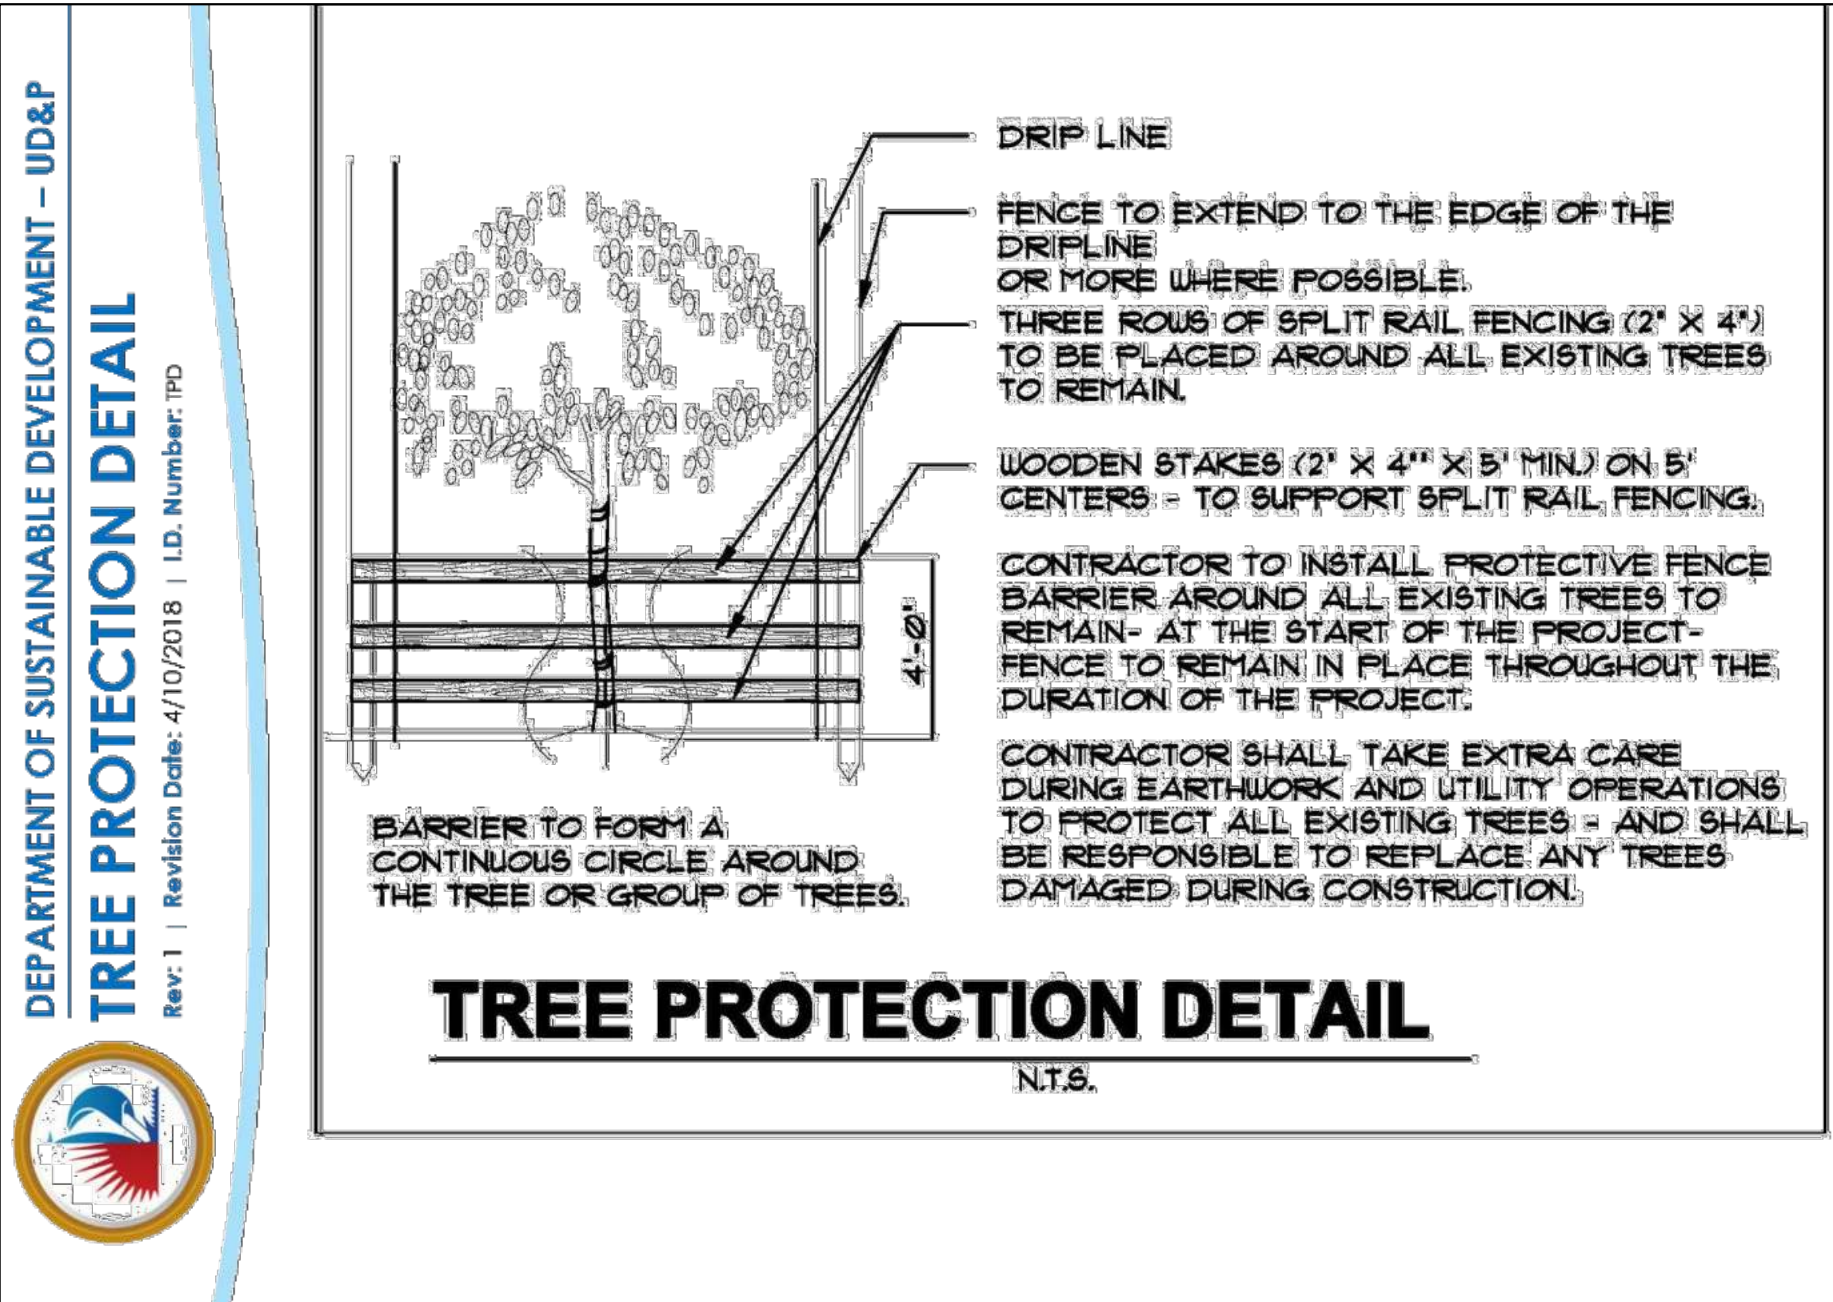 DEPARTMENT OF SUSTAINABLE DEVELOPMENT – UD&P
TREE PROTECTION DETAIL
Rev: 1 | Revision Date: 4/10/2018 | I.D. Number: TPD
DRIP LINE
FENCE TO EXTEND TO THE EDGE OF THE
DRIPLINE
OR MORE WHERE POSSIBLE.
THREE ROWS OF SPLIT RAIL FENCING (2" X 4")
TO BE PLACED AROUND ALL EXISTING TREES
TO REMAIN.
WOODEN STAKES (2" X 4"' X 5' MIN.) ON 5'
CENTERS - TO SUPPORT SPLIT RAIL FENCING.
CONTRACTOR TO INSTALL PROTECTIVE FENCE
BARRIER AROUND ALL EXISTING TREES TO
REMAIN- AT THE START OF THE PROJECT-
FENCE TO REMAIN IN PLACE THROUGHOUT THE
DURATION OF THE PROJECT.
CONTRACTOR SHALL TAKE EXTRA CARE
DURING EARTHWORK AND UTILITY OPERATIONS
TO PROTECT ALL EXISTING TREES - AND SHALL
BE RESPONSIBLE TO REPLACE ANY TREES
DAMAGED DURING CONSTRUCTION.
4'-0"
BARRIER TO FORM A
CONTINUOUS CIRCLE AROUND
THE TREE OR GROUP OF TREES.
TREE PROTECTION DETAIL
N.T.S.